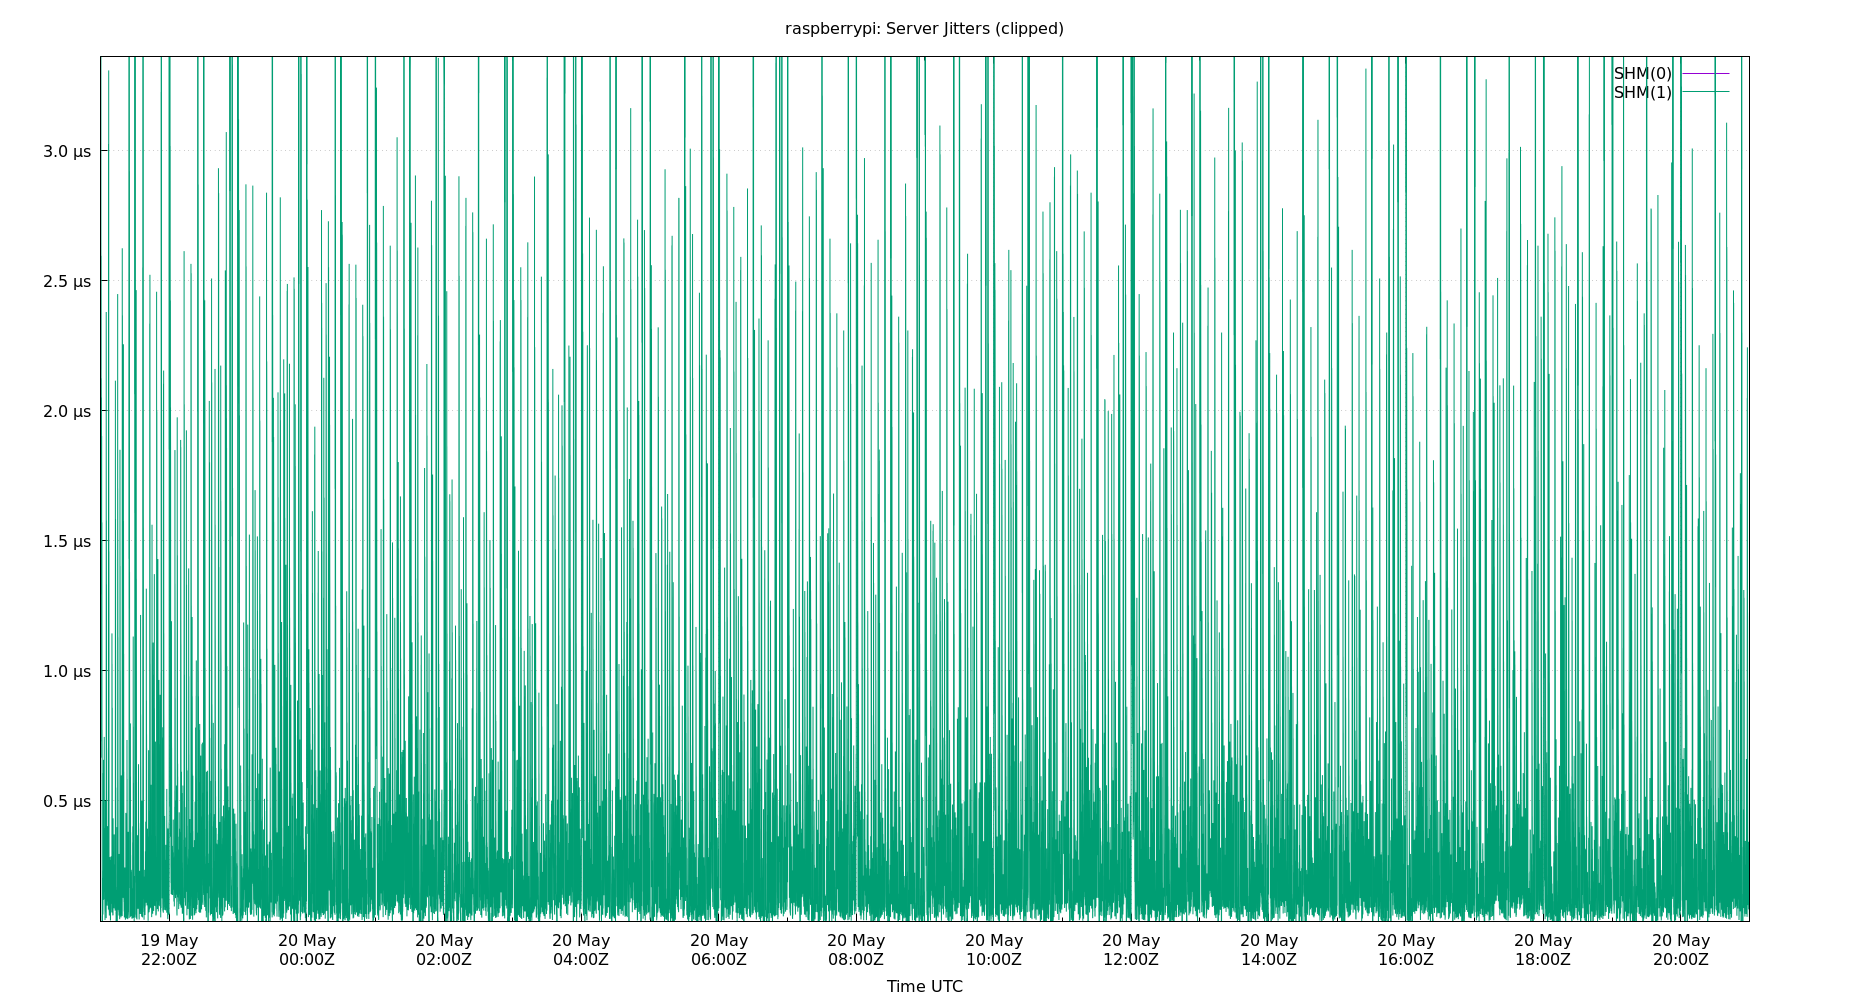 raspberrypi: Server Jitters (clipped)
SHM(0)
SHM(1)
3.0 µs
2.5 µs
2.0 µs
1.5 µs
1.0 µs
0.5 µs
19 May 20 May 20 May 20 May 20 May 20 May 20 May 20 May 20 May 20 May 20 May 20 May
22:00Z 00:00Z 02:00Z 04:00Z 06:00Z 08:00Z 10:00Z 12:00Z 14:00Z 16:00Z 18:00Z 20:00Z
Time UTC